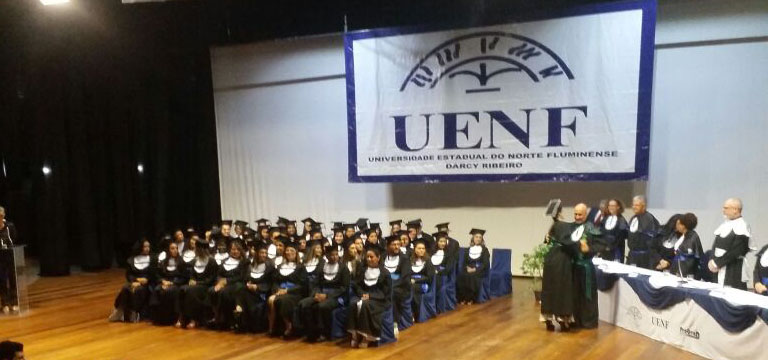 UENF
UNIVERSIDADE ESTADUAL DO NORTE FLUMINENSE
DARCY RIBEIRO
UENF